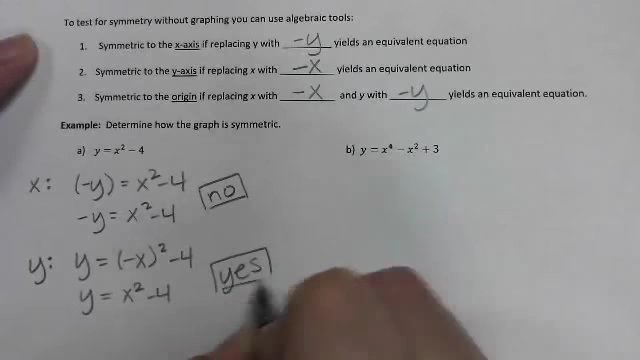 To test for symmetry without graphing you can use algebraic tools:
1. Symmetric to the x-axis if replacing y with -y yields an equivalent equation
2. Symmetric to the y-axis if replacing x with -x yields an equivalent equation
3. Symmetric to the origin if replacing x with -x and y with -y yields an equivalent equation.
Example: Determine how the graph is symmetric.
a) y = x² − 4
b) y = x⁴ − x² + 3
x: (-y) = x²-4
-y = x²-4
no
y: y = (-x)² -4
y = x²-4
yes